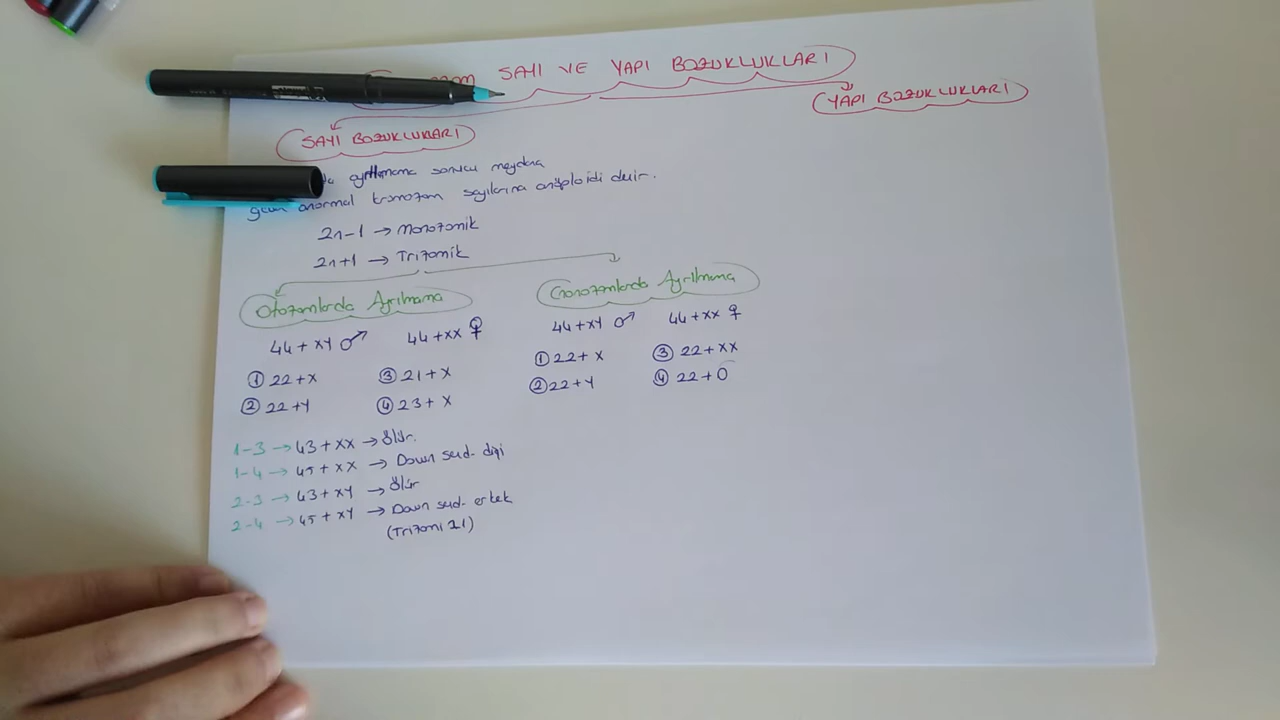 SAYI VE YAPI BOZUKLUKLARI
SAYI BOZUKLUKLARI
YAPI BOZUKLUKLARI
ayrılmama sonucu meydana
gelen anormal kromozom sayılarına anöploidi denir.
2n-1 → Monozomik
2n+1 → Trizomik
Otozomlarda Ayrılmama
44+XY ♂ 44+XX ♀
① 22+X ③ 21+X
② 22+Y ④ 23+X
1-3 → 43+XX → Ölür.
1-4 → 45+XX → Down send. dişi
2-3 → 43+XY → Ölür
2-4 → 45+XY → Down send. erkek
(Trizomi 21)
Gonozomlarda Ayrılmama
44+XY ♂ 44+XX ♀
① 22+X ③ 22+XX
② 22+Y ④ 22+0